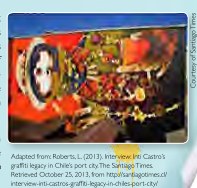 Courtesy of Santiago Times
Adapted from: Roberts, L. (2013). Interview: Inti Castro's
graffiti legacy in Chile's port city. The Santiago Times.
Retrieved October 25, 2013, from http://santiagotimes.cl/
interview-inti-castros-graffiti-legacy-in-chiles-port-city/